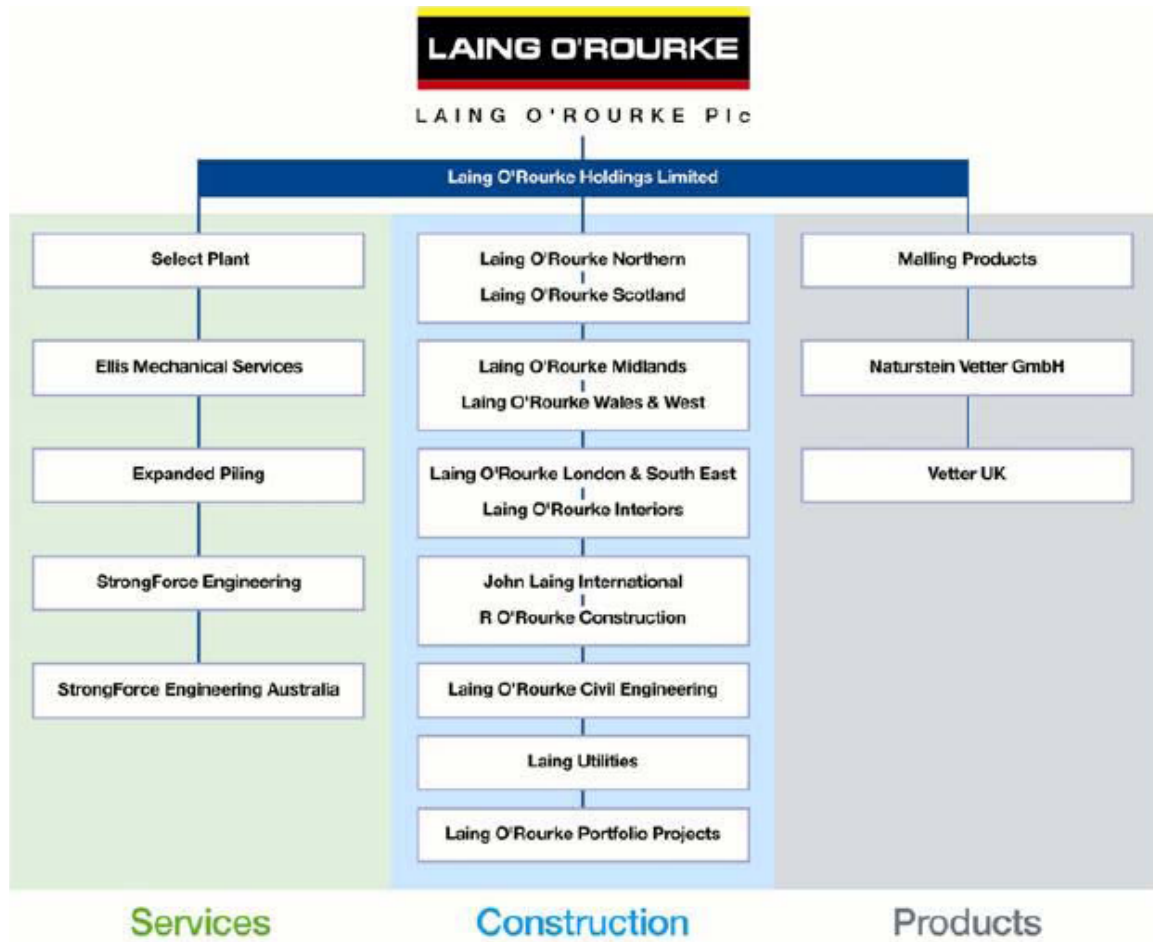 LAING O'ROURKE
LAING O'ROURKE Plc
Laing O'Rourke Holdings Limited
Select Plant
Ellis Mechanical Services
Expanded Piling
StrongForce Engineering
StrongForce Engineering Australia
Laing O'Rourke Northern
Laing O'Rourke Scotland
Laing O'Rourke Midlands
Laing O'Rourke Wales & West
Laing O'Rourke London & South East
Laing O'Rourke Interiors
John Laing International
R O'Rourke Construction
Laing O'Rourke Civil Engineering
Laing Utilities
Laing O'Rourke Portfolio Projects
Malling Products
Naturstein Vetter GmbH
Vetter UK
Services
Construction
Products